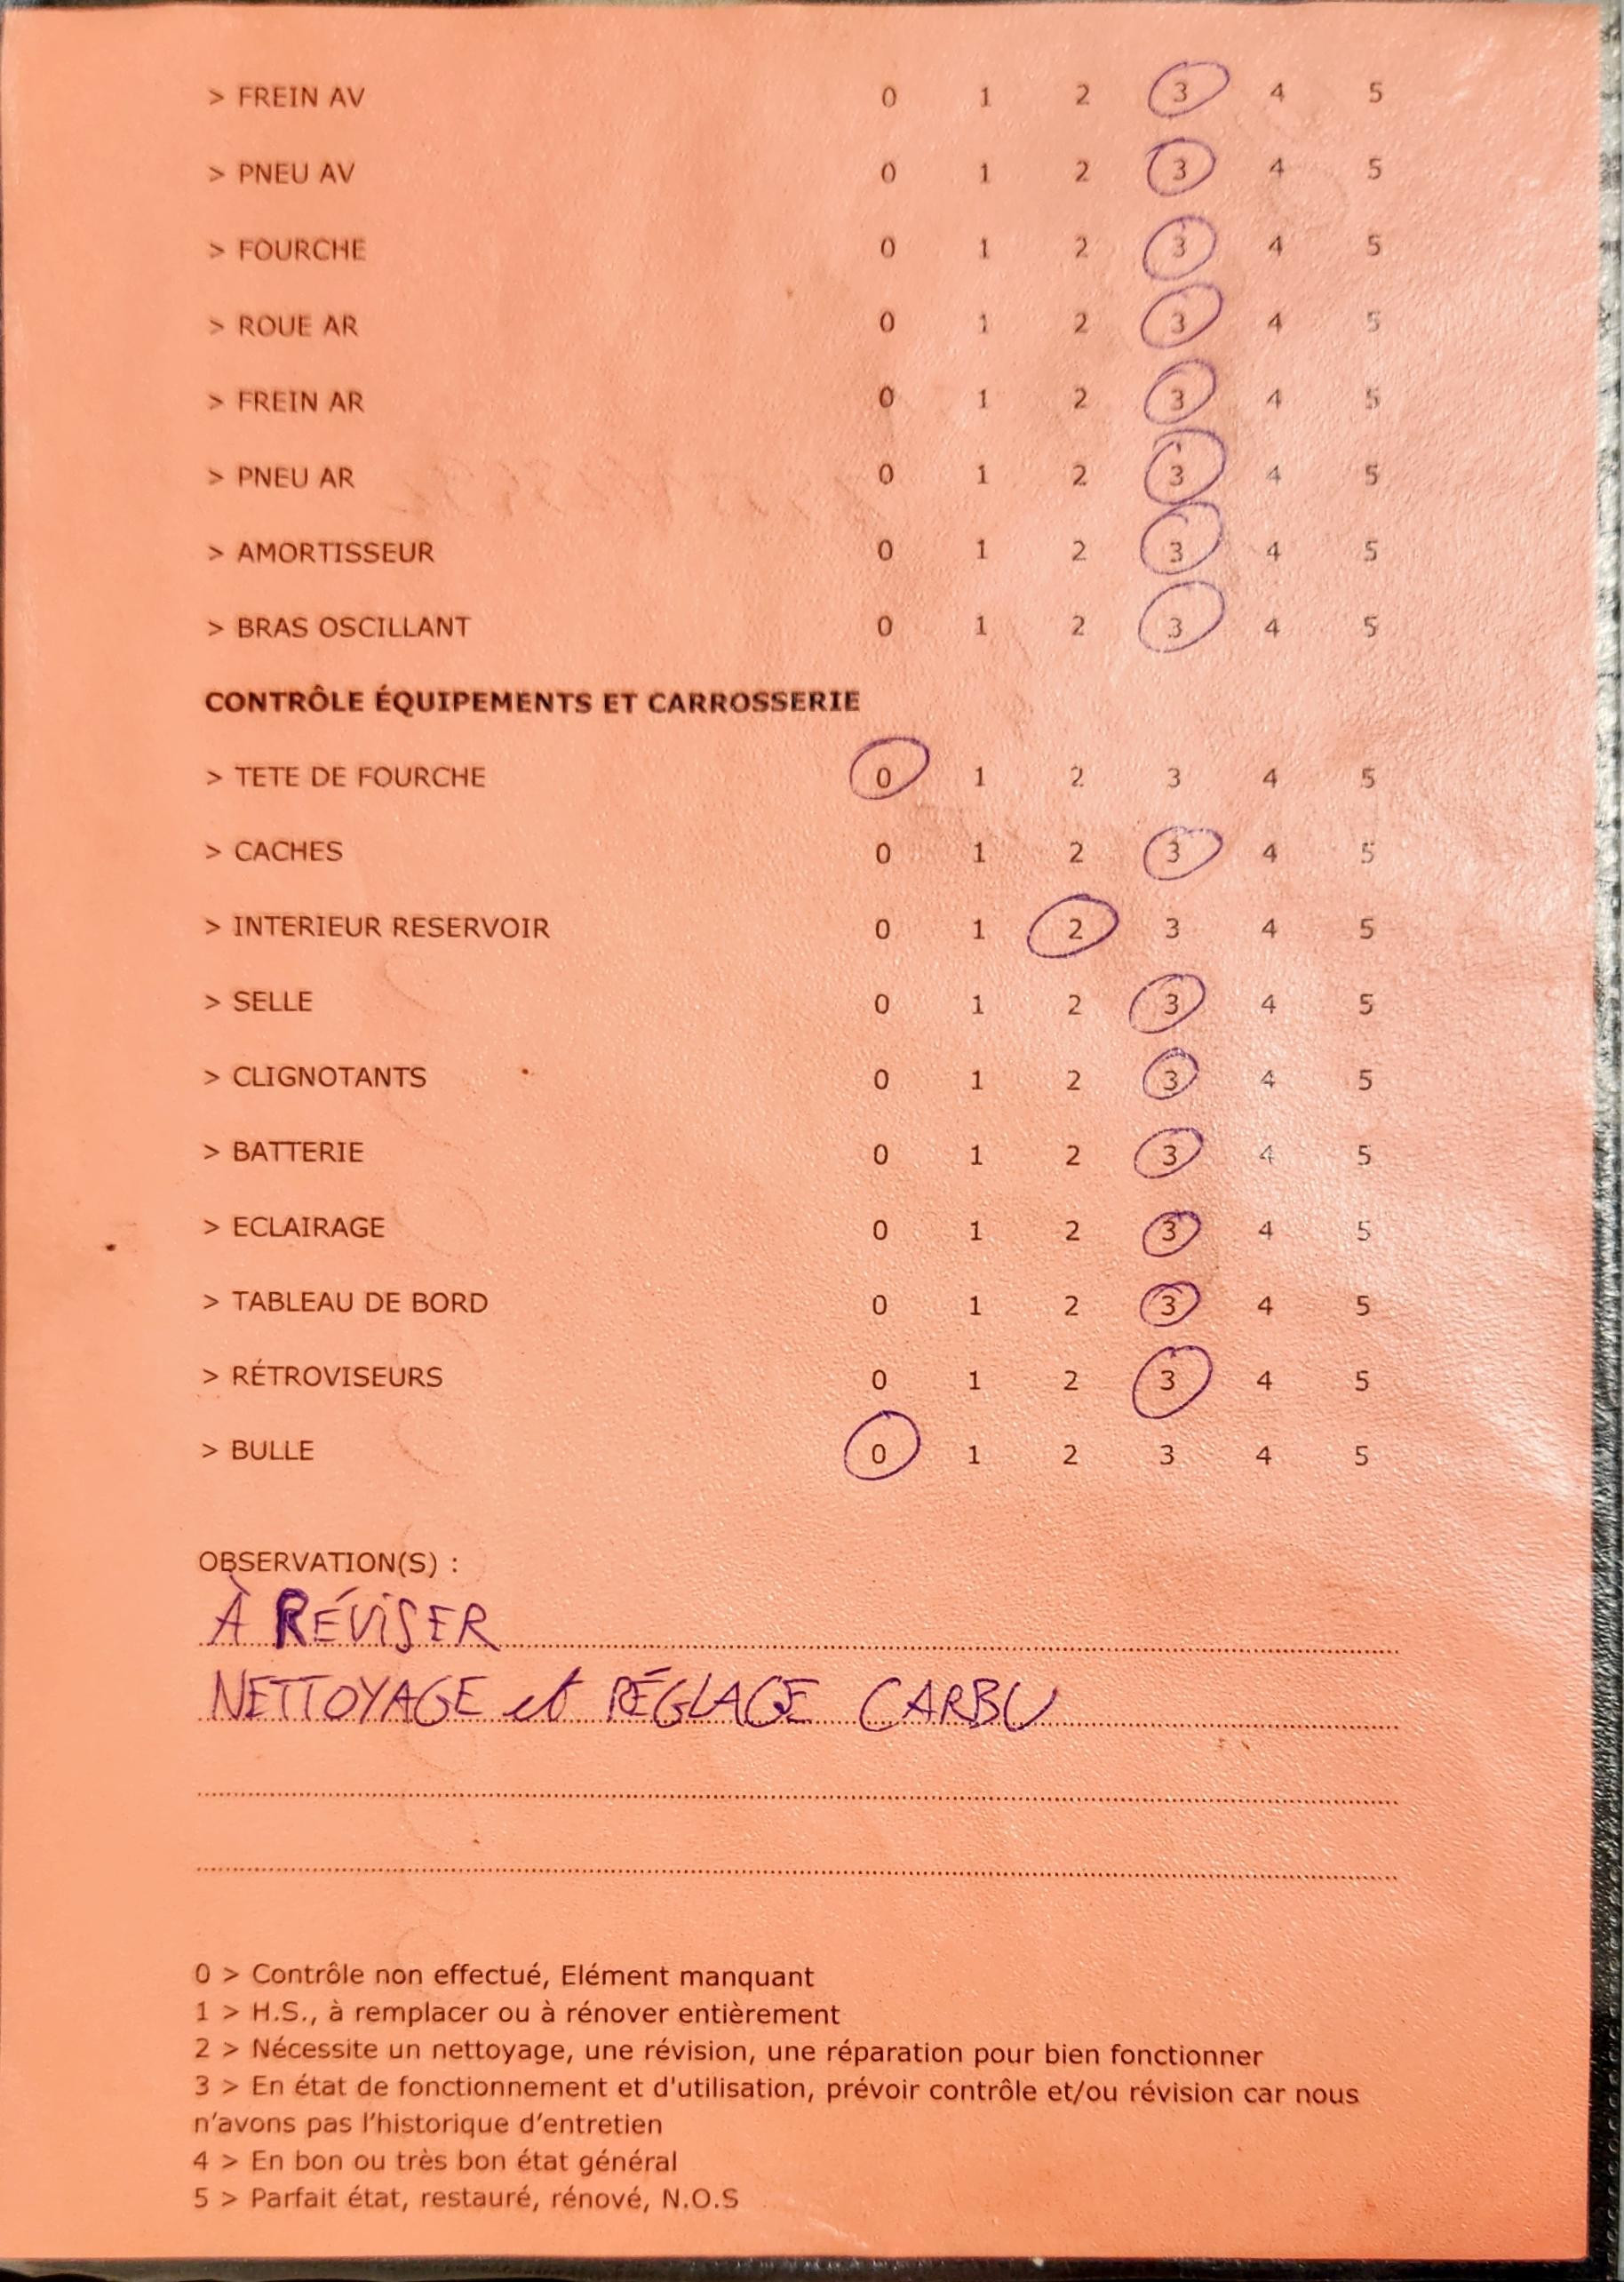 > FREIN AV 0 1 2 3 4 5
> PNEU AV 0 1 2 3 4 5
> FOURCHE 0 1 2 3 4 5
> ROUE AR 0 1 2 3 4 5
> FREIN AR 0 1 2 3 4 5
> PNEU AR 0 1 2 3 4 5
> AMORTISSEUR 0 1 2 3 4 5
> BRAS OSCILLANT 0 1 2 3 4 5
CONTRÔLE ÉQUIPEMENTS ET CARROSSERIE
> TETE DE FOURCHE 0 1 2 3 4 5
> CACHES 0 1 2 3 4 5
> INTERIEUR RESERVOIR 0 1 2 3 4 5
> SELLE 0 1 2 3 4 5
> CLIGNOTANTS 0 1 2 3 4 5
> BATTERIE 0 1 2 3 4 5
> ECLAIRAGE 0 1 2 3 4 5
> TABLEAU DE BORD 0 1 2 3 4 5
> RÉTROVISEURS 0 1 2 3 4 5
> BULLE 0 1 2 3 4 5
OBSERVATION(S) :
À RÉVISER
NETTOYAGE et RÉGLAGE CARBU
0 > Contrôle non effectué, Elément manquant
1 > H.S., à remplacer ou à rénover entièrement
2 > Nécessite un nettoyage, une révision, une réparation pour bien fonctionner
3 > En état de fonctionnement et d'utilisation, prévoir contrôle et/ou révision car nous
n'avons pas l'historique d'entretien
4 > En bon ou très bon état général
5 > Parfait état, restauré, rénové, N.O.S